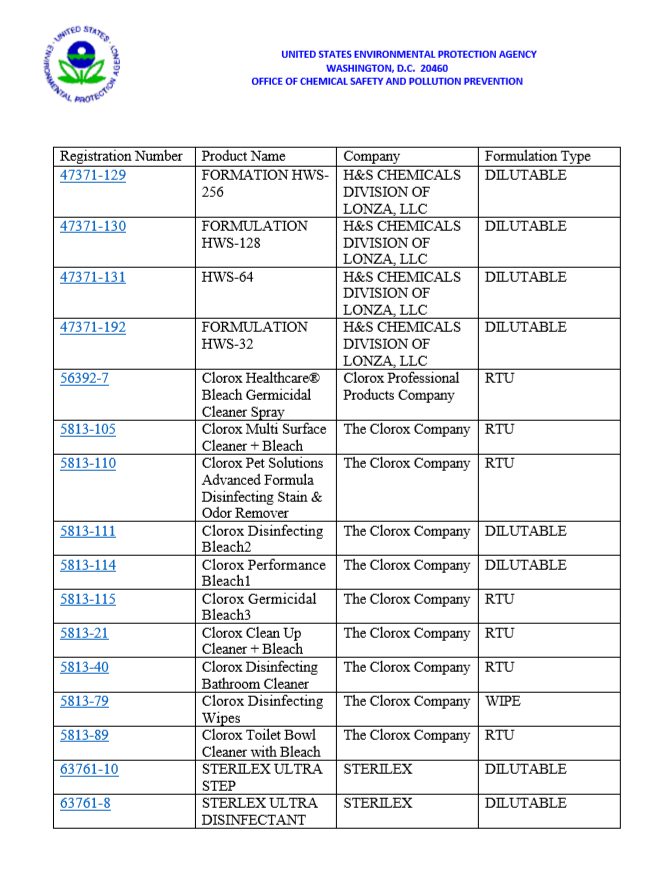 UNITED STATES ENVIRONMENTAL PROTECTION AGENCY
WASHINGTON, D.C. 20460
OFFICE OF CHEMICAL SAFETY AND POLLUTION PREVENTION
UNITED STATES
ENVIRONMENTAL PROTECTION AGENCY
Registration Number Product Name Company Formulation Type
47371-129 FORMATION HWS- H&S CHEMICALS DILUTABLE
256 DIVISION OF
LONZA, LLC
47371-130 FORMULATION H&S CHEMICALS DILUTABLE
HWS-128 DIVISION OF
LONZA, LLC
47371-131 HWS-64 H&S CHEMICALS DILUTABLE
DIVISION OF
LONZA, LLC
47371-192 FORMULATION H&S CHEMICALS DILUTABLE
HWS-32 DIVISION OF
LONZA, LLC
56392-7 Clorox Healthcare® Clorox Professional RTU
Bleach Germicidal Products Company
Cleaner Spray
5813-105 Clorox Multi Surface The Clorox Company RTU
Cleaner + Bleach
5813-110 Clorox Pet Solutions The Clorox Company RTU
Advanced Formula
Disinfecting Stain &
Odor Remover
5813-111 Clorox Disinfecting The Clorox Company DILUTABLE
Bleach2
5813-114 Clorox Performance The Clorox Company DILUTABLE
Bleach1
5813-115 Clorox Germicidal The Clorox Company RTU
Bleach3
5813-21 Clorox Clean Up The Clorox Company RTU
Cleaner + Bleach
5813-40 Clorox Disinfecting The Clorox Company RTU
Bathroom Cleaner
5813-79 Clorox Disinfecting The Clorox Company WIPE
Wipes
5813-89 Clorox Toilet Bowl The Clorox Company RTU
Cleaner with Bleach
63761-10 STERILEX ULTRA STERILEX DILUTABLE
STEP
63761-8 STERLEX ULTRA STERILEX DILUTABLE
DISINFECTANT